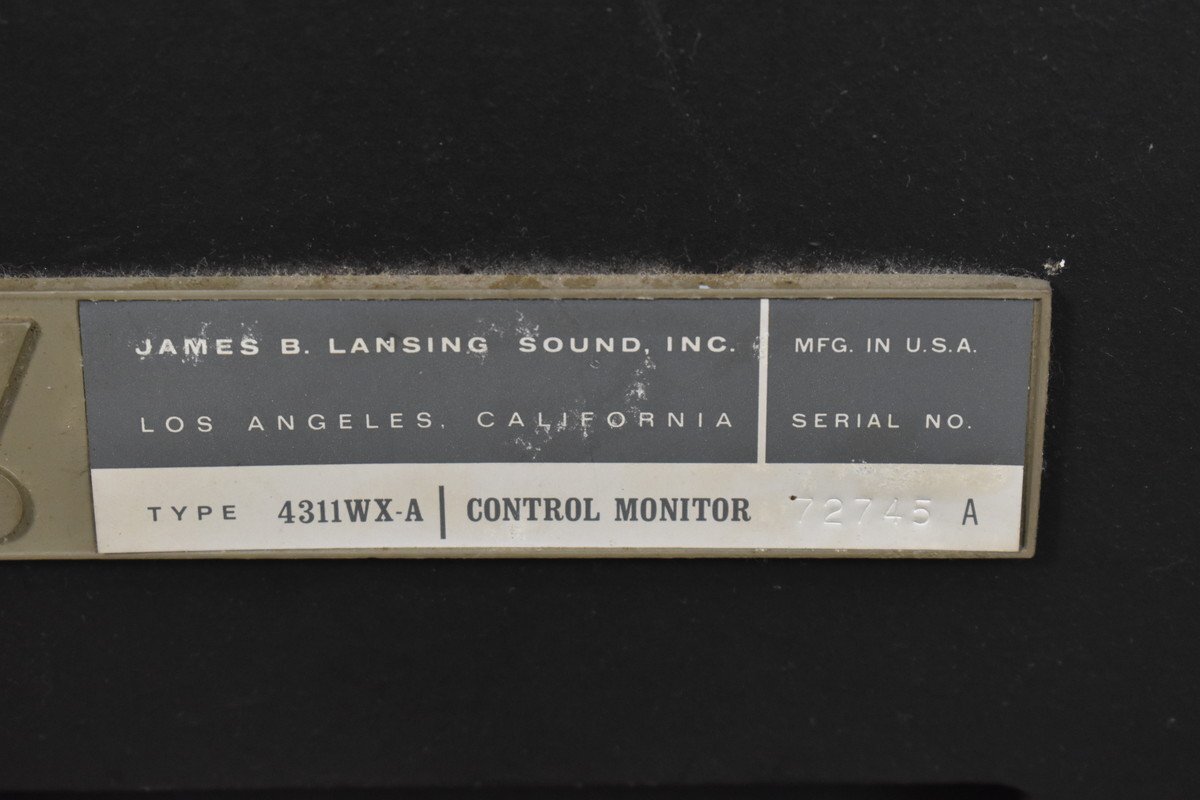 JAMES B. LANSING SOUND, INC.
LOS ANGELES, CALIFORNIA
MFG. IN U.S.A.
SERIAL NO.
TYPE 4311WX-A | CONTROL MONITOR 72745 A